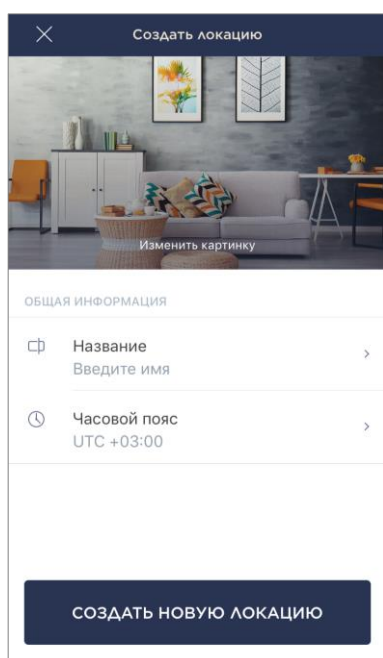 Создать локацию
Изменить картинку
ОБЩАЯ ИНФОРМАЦИЯ
Название
Введите имя
Часовой пояс
UTC +03:00
СОЗДАТЬ НОВУЮ ЛОКАЦИЮ